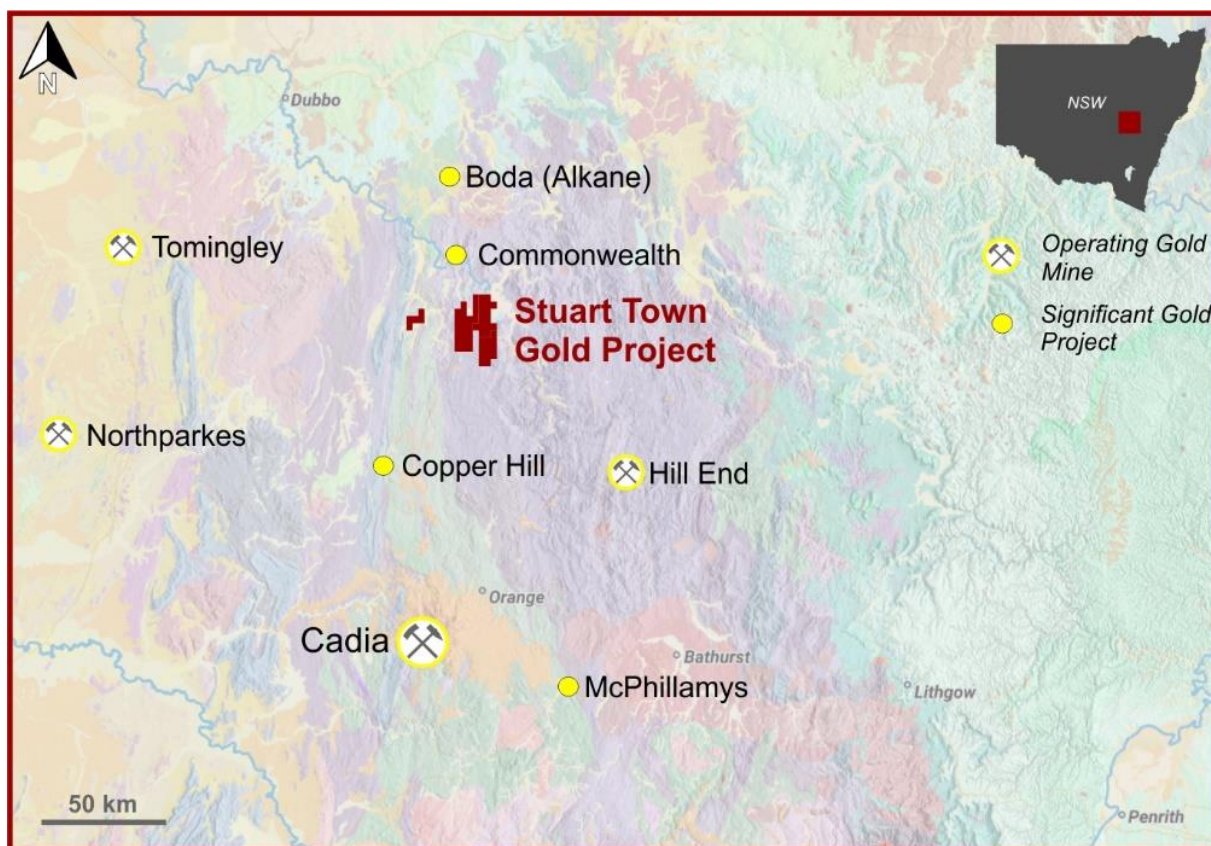 N
Dubbo
NSW
Boda (Alkane)
Tomingley
Commonwealth
Operating Gold
Mine
Stuart Town
Gold Project
Significant Gold
Project
Northparkes
Copper Hill
Hill End
Orange
Cadia
Bathurst
McPhillamys
Lithgow
50 km
Penrith